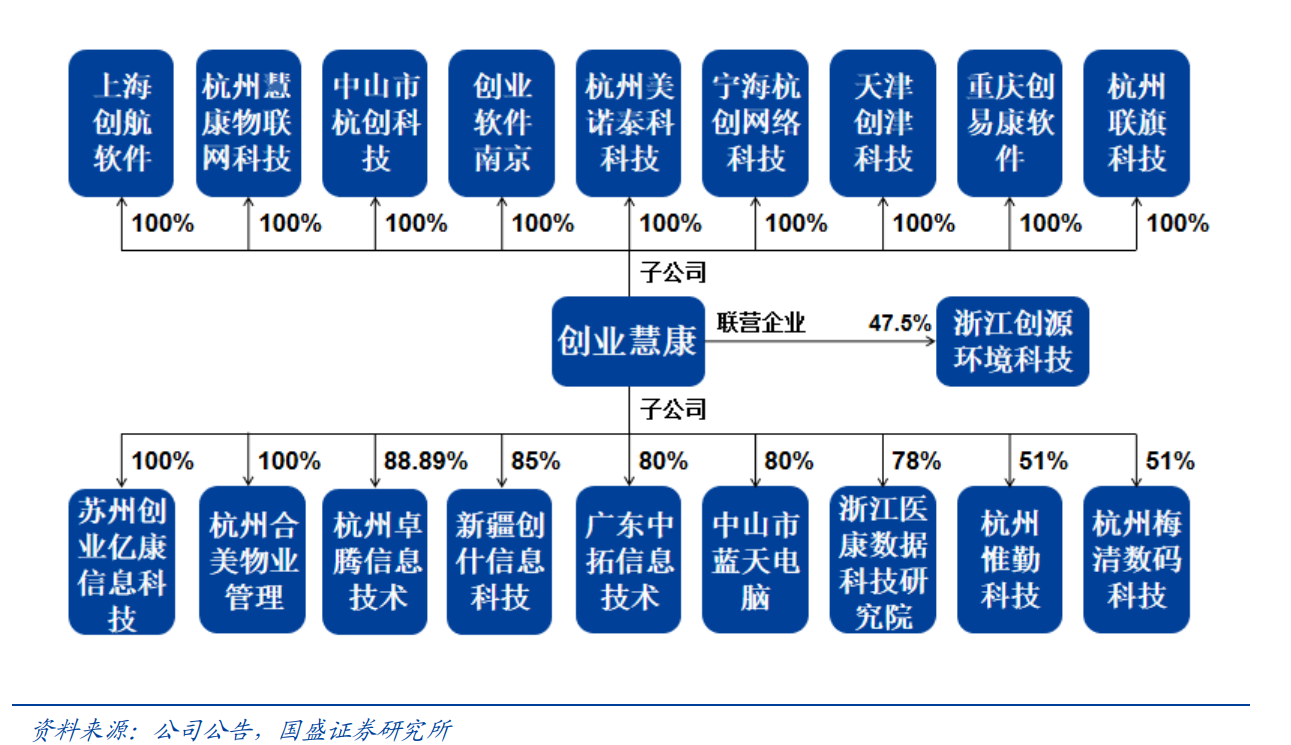 上海
创航
软件
杭州慧
康物联
网科技
中山市
杭创科
技
创业
软件
南京
杭州美
诺泰科
科技
宁海杭
创网络
科技
天津
创津
科技
重庆创
易康软
件
杭州
联旗
科技
100%
100%
100%
100%
100%
100%
100%
100%
100%
子公司
创业慧康
联营企业
47.5%
浙江创源
环境科技
子公司
100%
100%
88.89%
85%
80%
80%
78%
51%
51%
苏州创
业亿康
信息科
技
杭州合
美物业
管理
杭州卓
腾信息
技术
新疆创
什信息
科技
广东中
拓信息
技术
中山市
蓝天电
脑
浙江医
康数据
科技研
究院
杭州
惟勤
科技
杭州梅
清数码
科技
资料来源：公司公告，国盛证券研究所